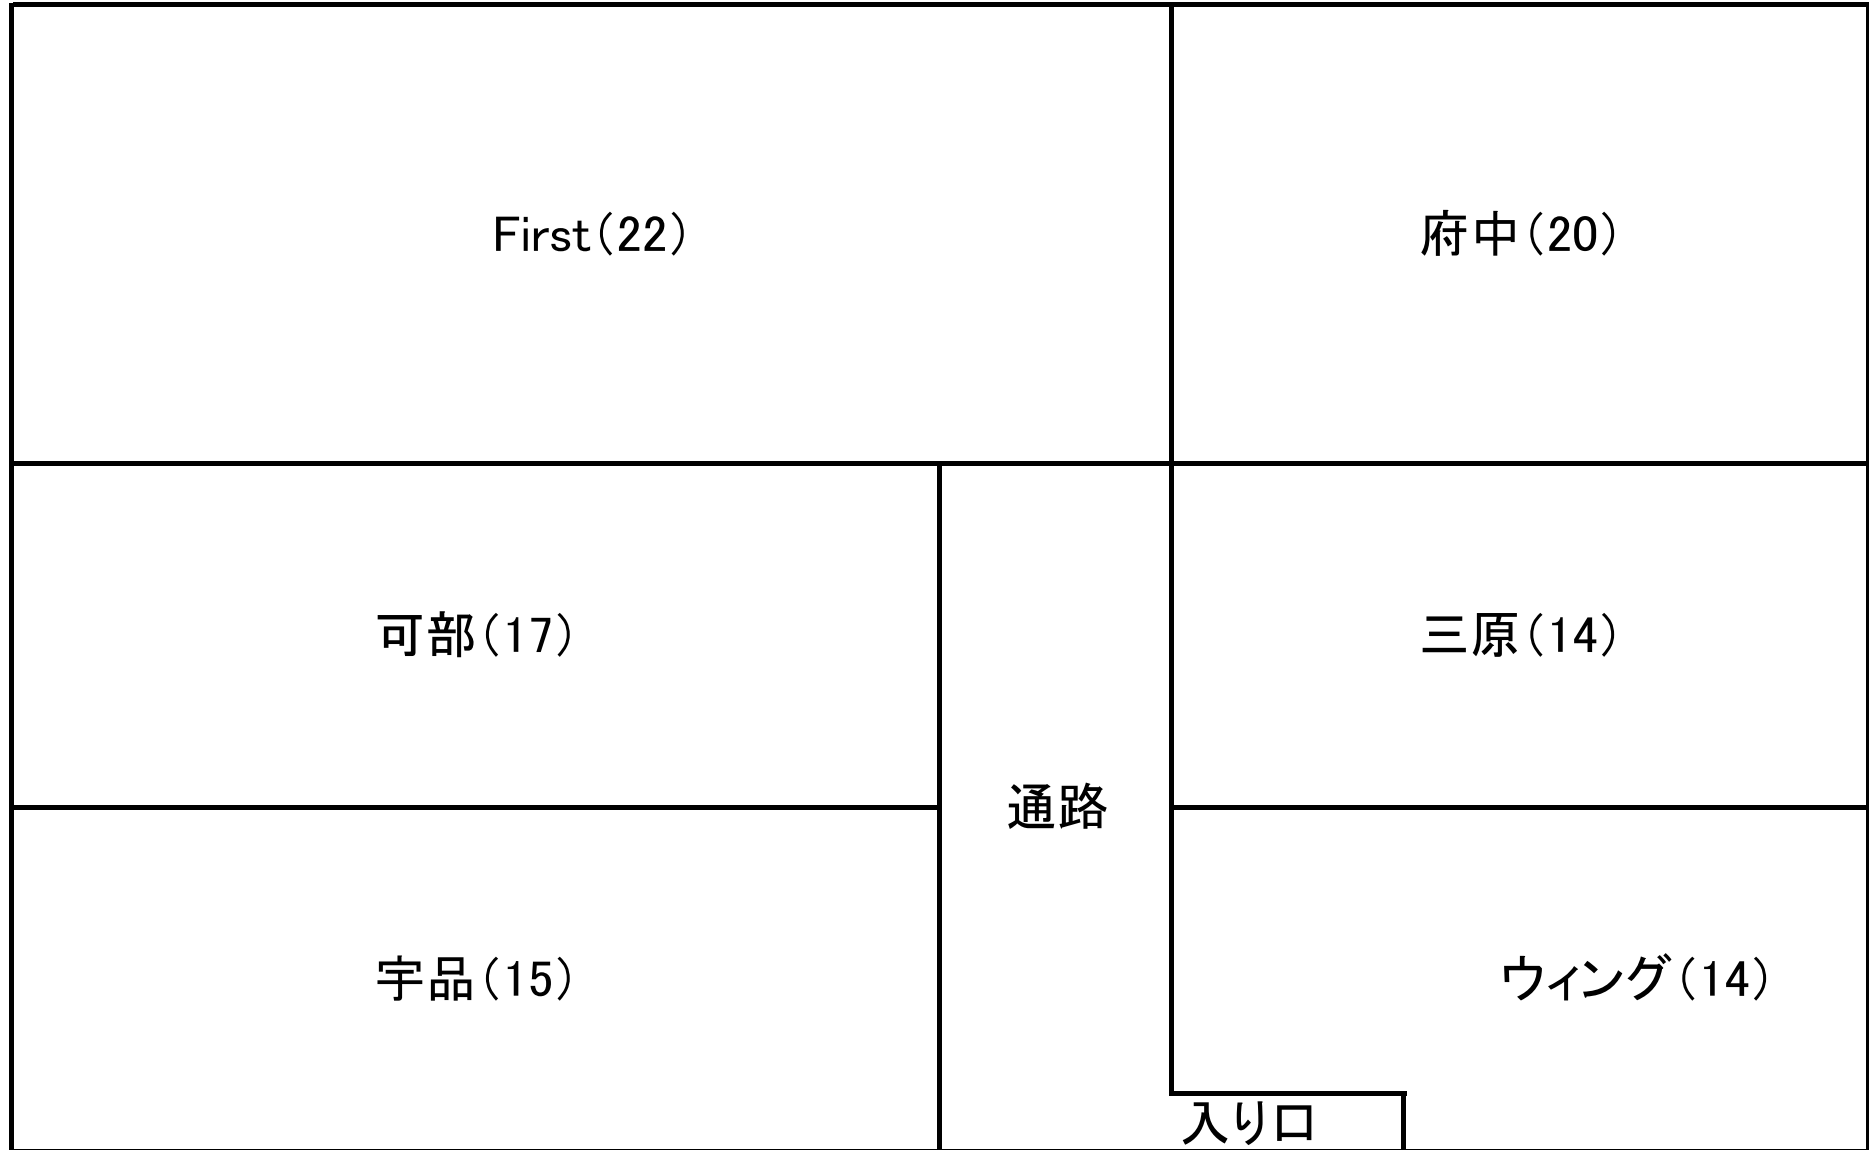 First(22)
府中(20)
可部(17)
三原(14)
通路
宇品(15)
ウィング(14)
入り口